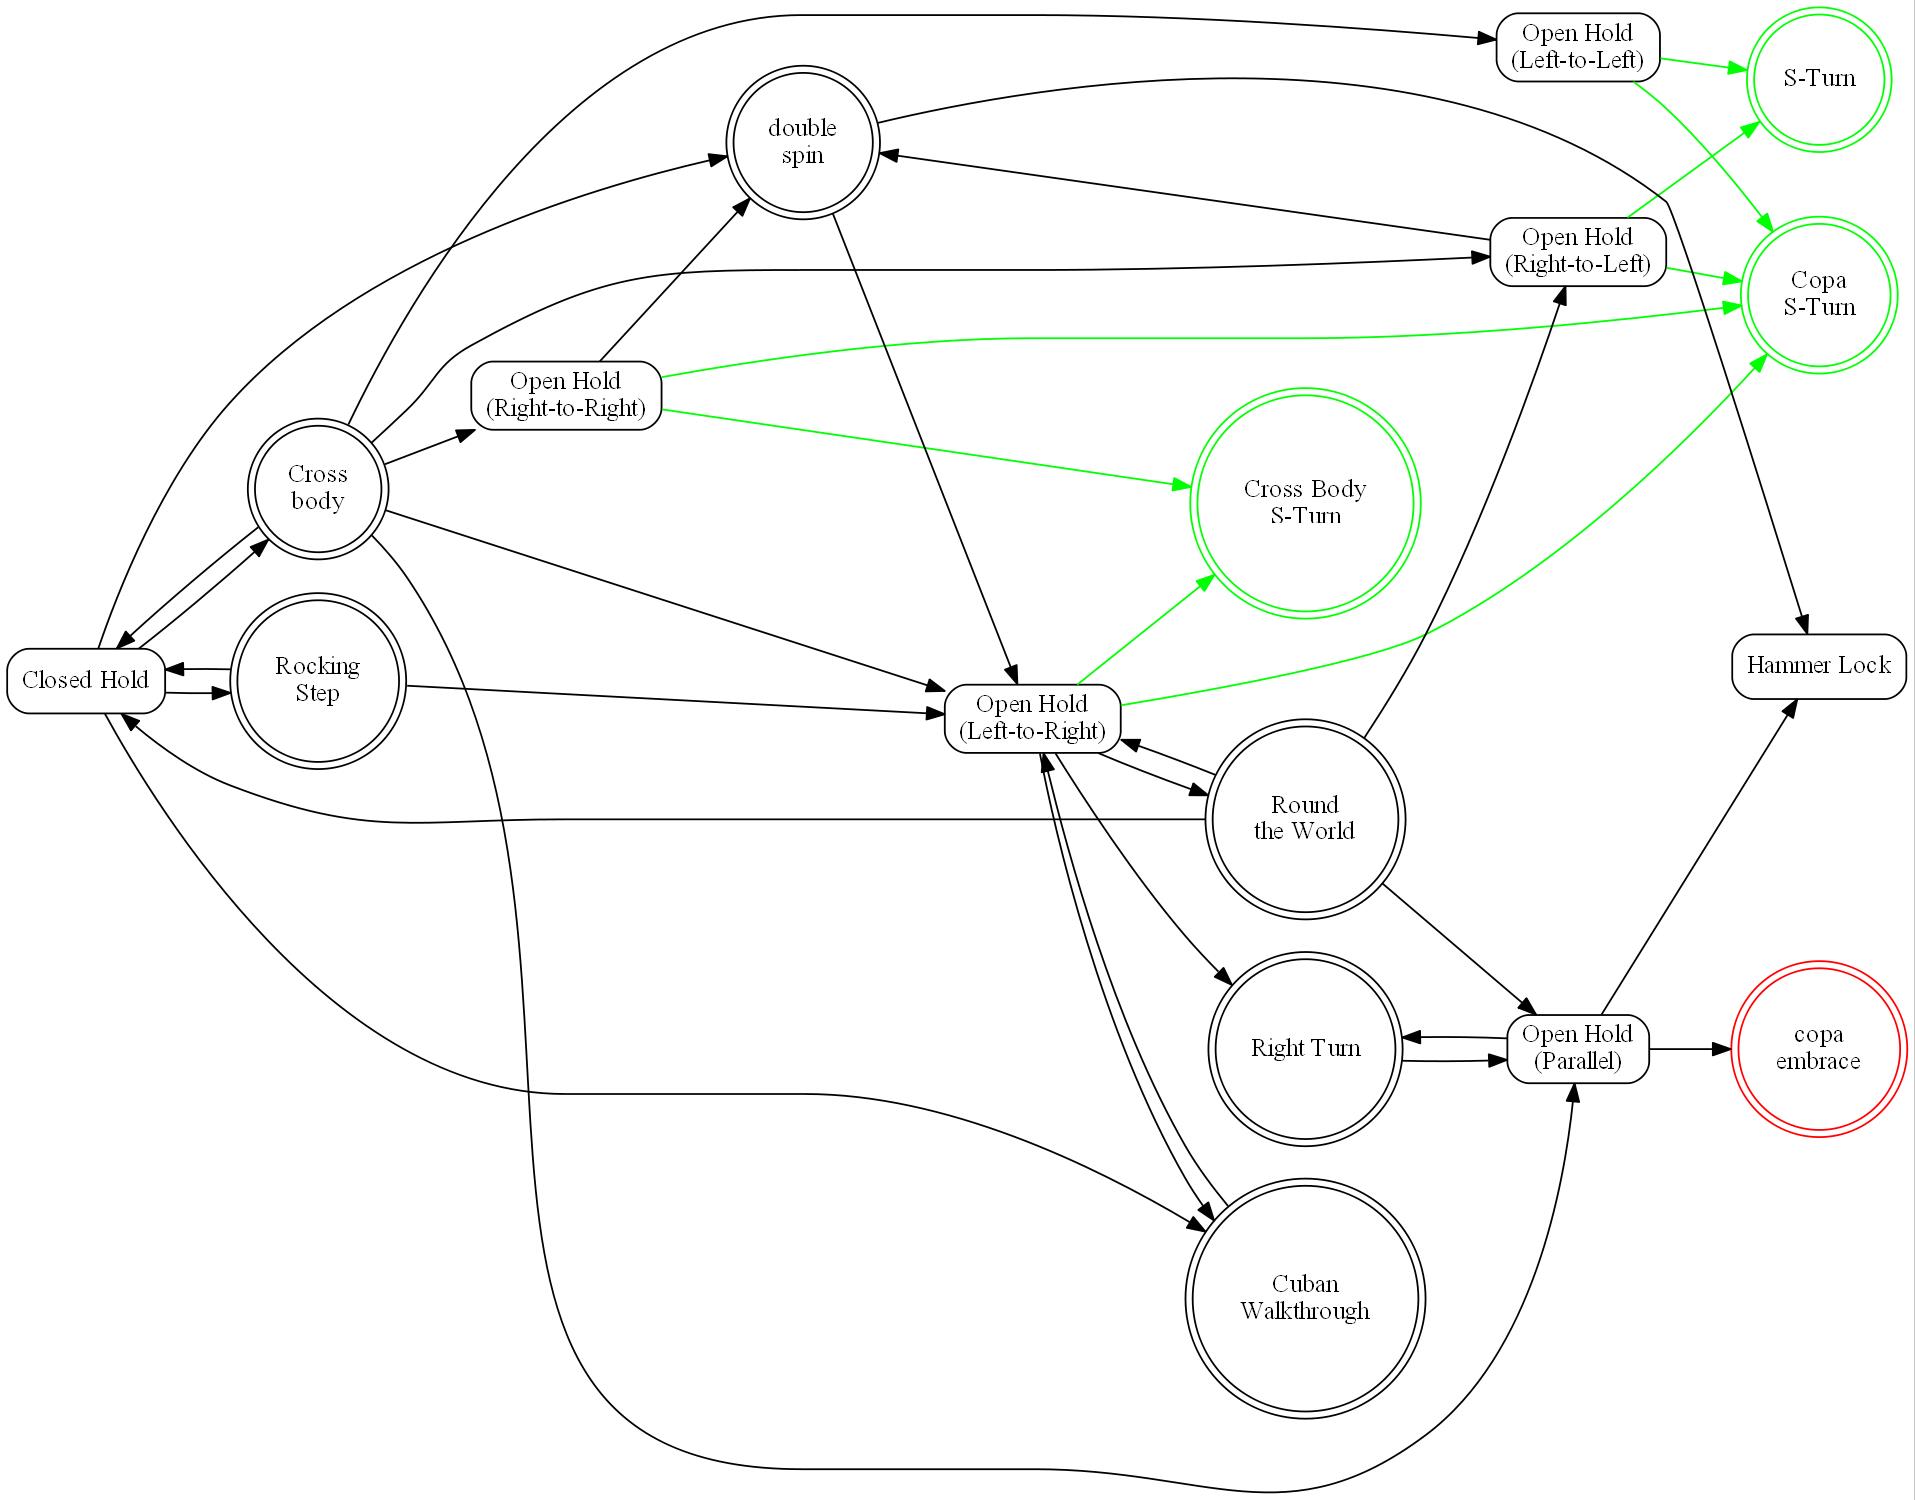 Open Hold
(Left-to-Left)
S-Turn
double
spin
Open Hold
(Right-to-Left)
Copa
S-Turn
Open Hold
(Right-to-Right)
Cross
body
Cross Body
S-Turn
Closed Hold
Rocking
Step
Open Hold
(Left-to-Right)
Hammer Lock
Round
the World
Right Turn
Open Hold
(Parallel)
copa
embrace
Cuban
Walkthrough